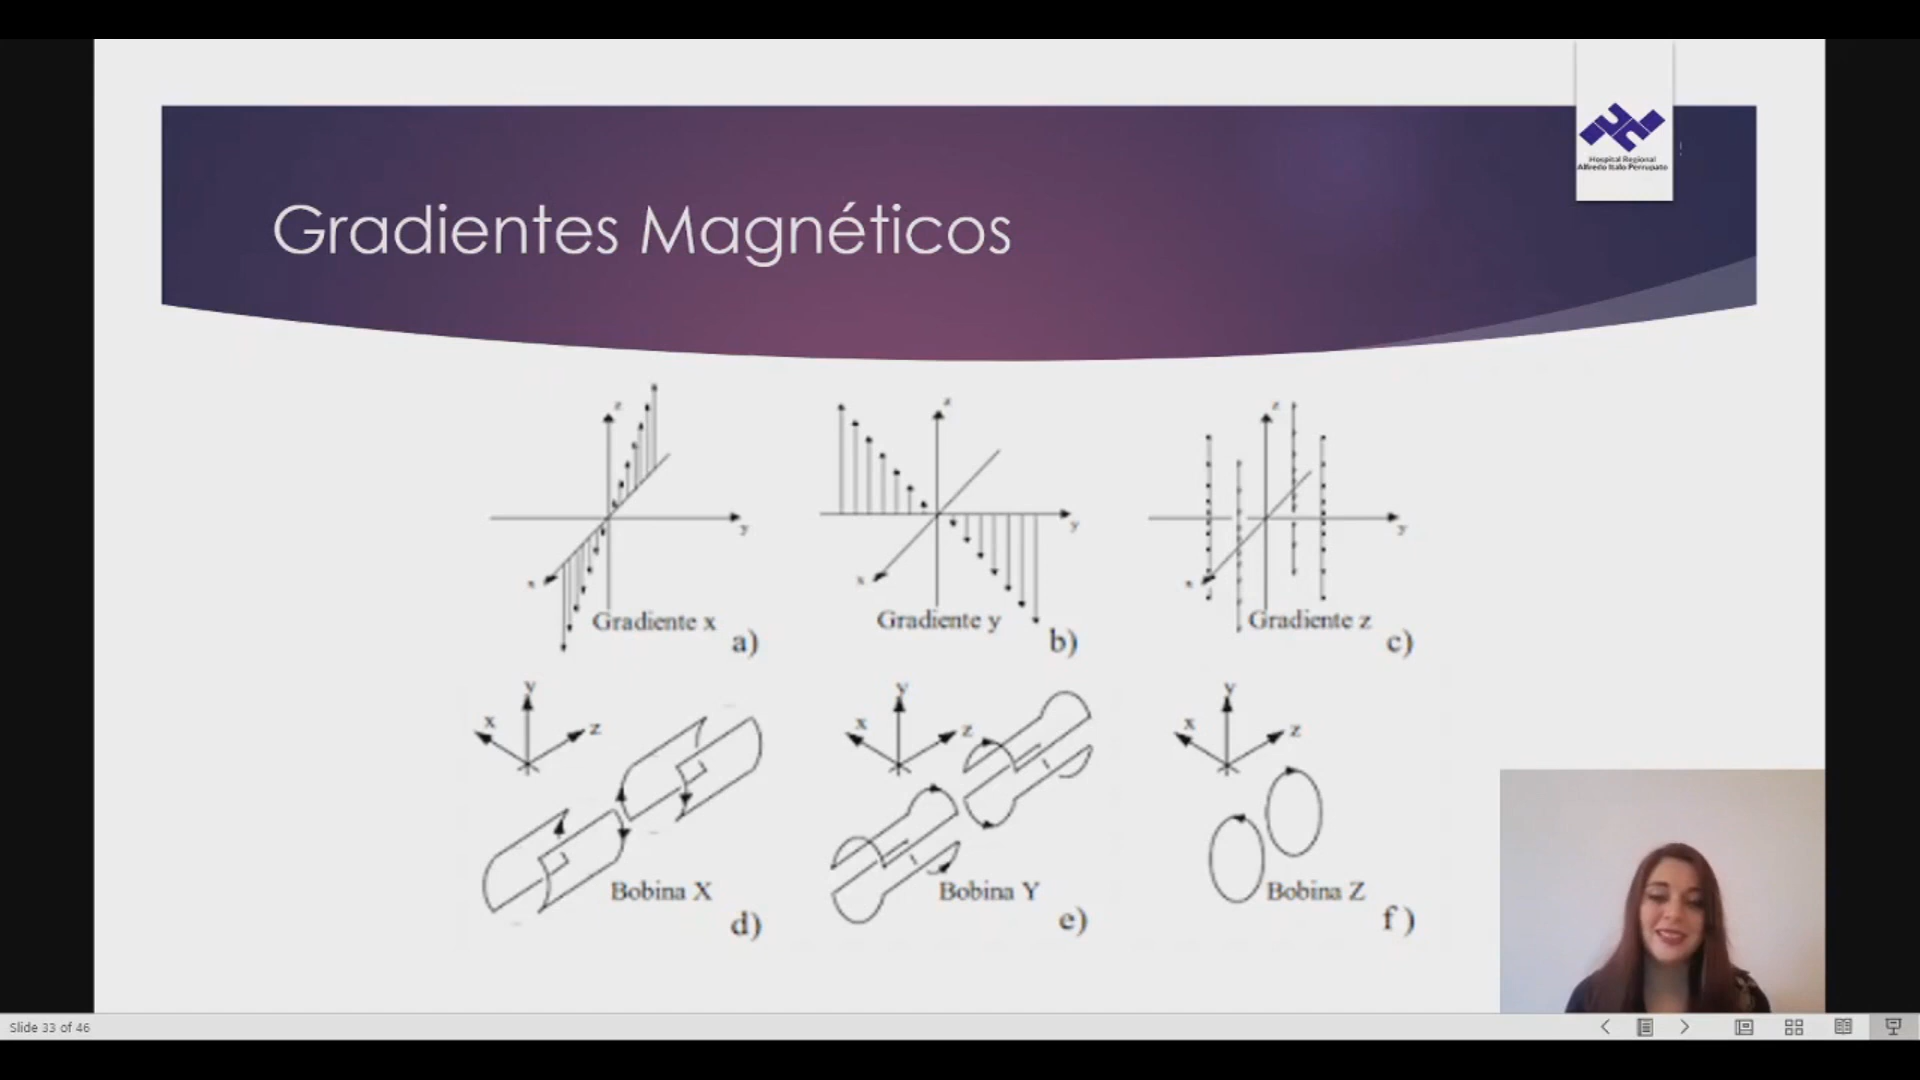 Hospital Regional
Alfredo Italo Perrupato
Gradientes Magnéticos
z
y
x
Gradiente x
a)
z
y
x
Gradiente y
b)
z
y
x
Gradiente z
c)
y
x
z
Bobina X
d)
y
x
z
Bobina Y
e)
y
x
z
Bobina Z
f )
Slide 33 of 46